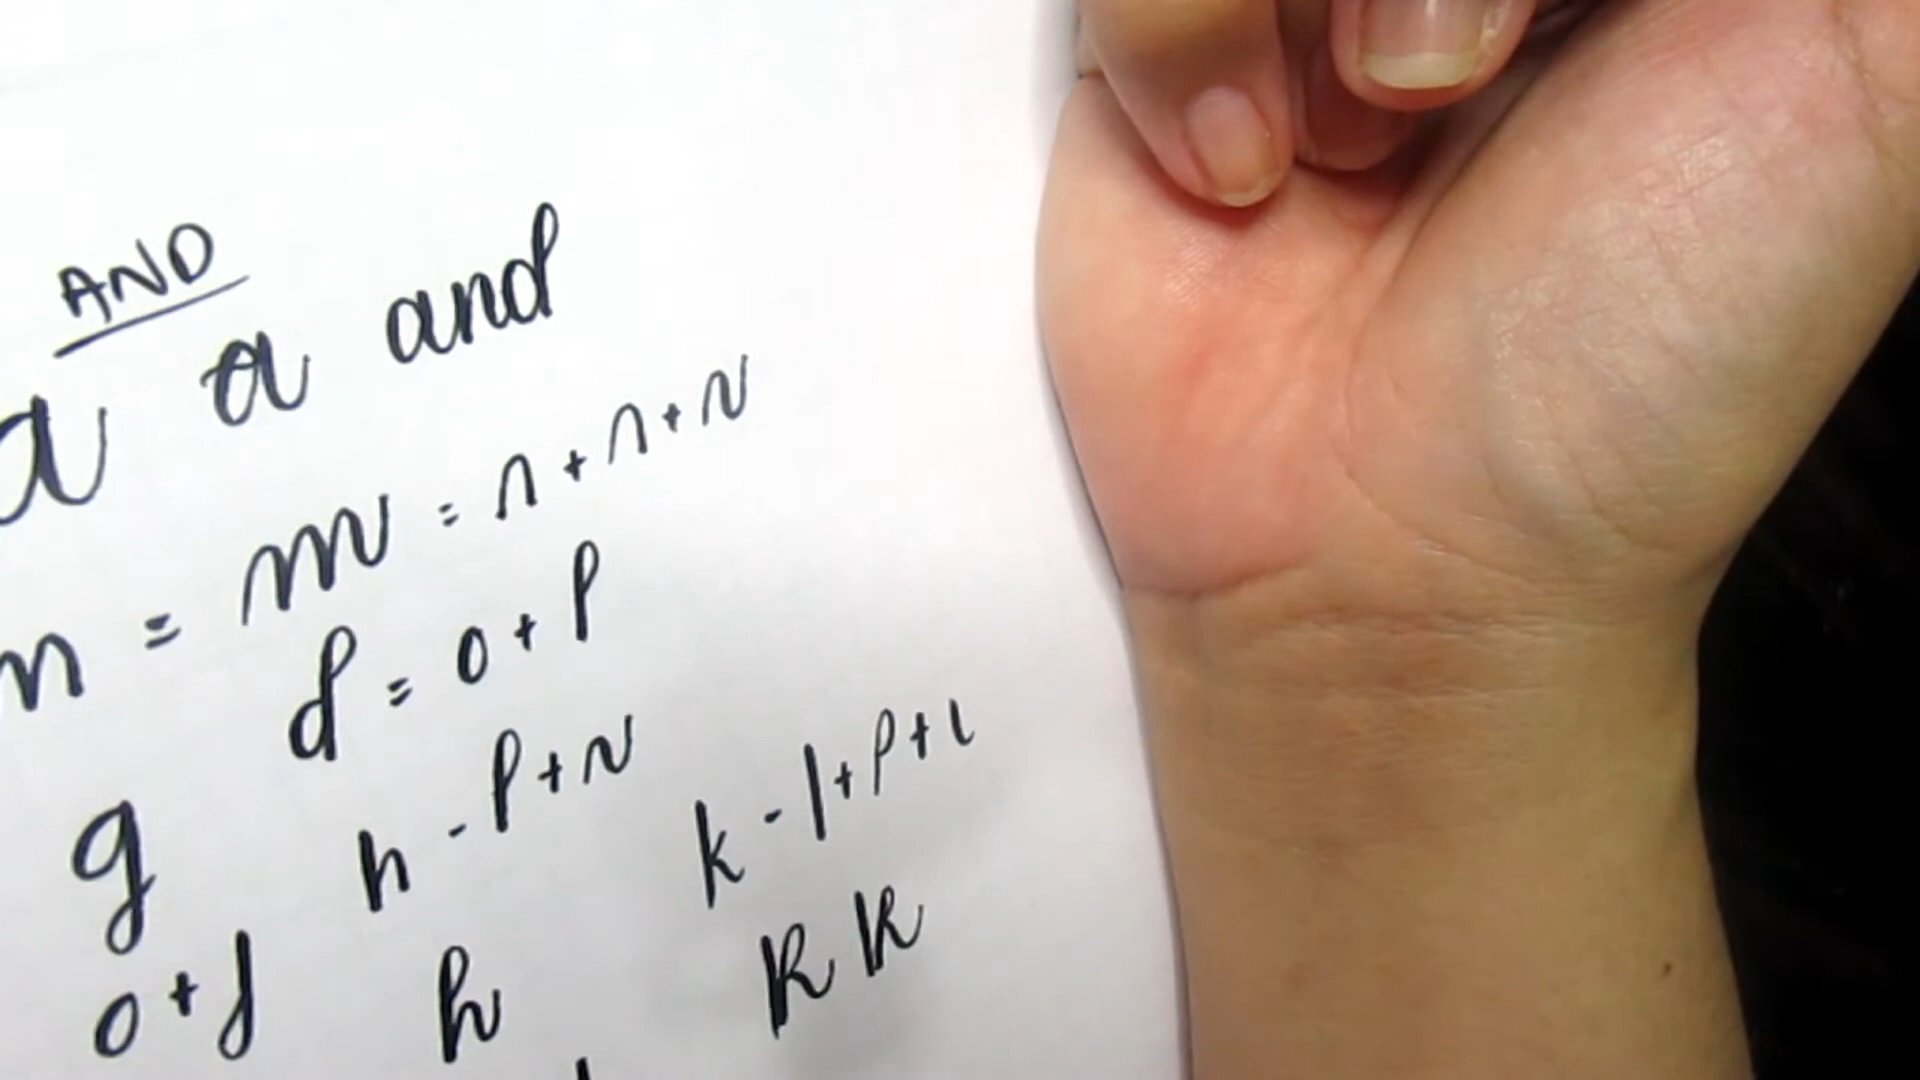 AND
a a and
m = m = n + n + n
d = o + l
g h - l + n k - l + l + l
o + j h k k